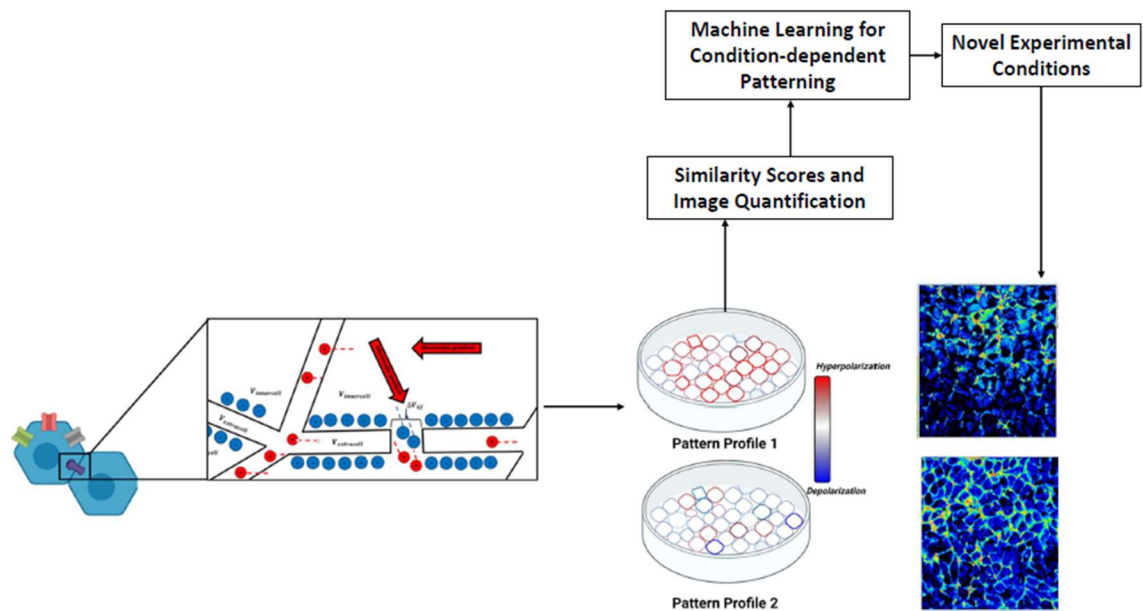 Machine Learning for
Condition-dependent
Patterning
Novel Experimental
Conditions
Similarity Scores and
Image Quantification
Hyperpolarization
V_innercell
V_innercell
V_extracell
V_extracell
Pattern Profile 1
Depolarization
Pattern Profile 2